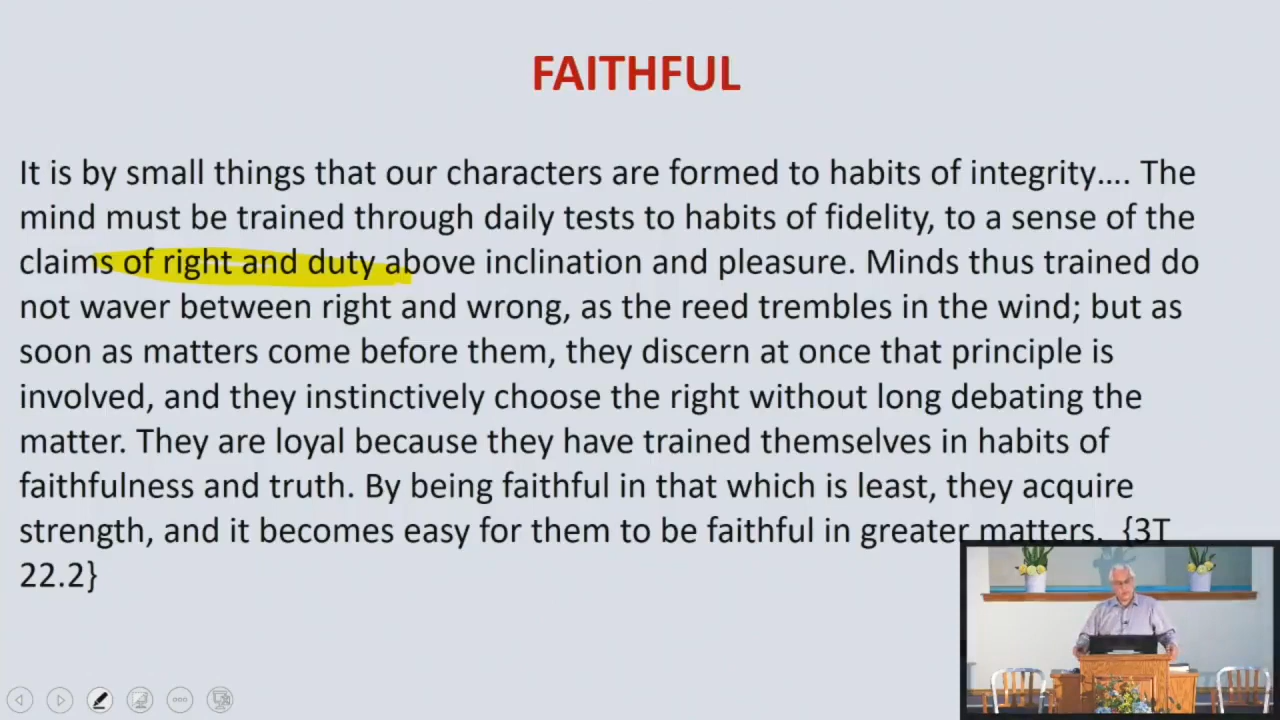 FAITHFUL
It is by small things that our characters are formed to habits of integrity…. The
mind must be trained through daily tests to habits of fidelity, to a sense of the
claims of right and duty above inclination and pleasure. Minds thus trained do
not waver between right and wrong, as the reed trembles in the wind; but as
soon as matters come before them, they discern at once that principle is
involved, and they instinctively choose the right without long debating the
matter. They are loyal because they have trained themselves in habits of
faithfulness and truth. By being faithful in that which is least, they acquire
strength, and it becomes easy for them to be faithful in greater matters. {3T
22.2}